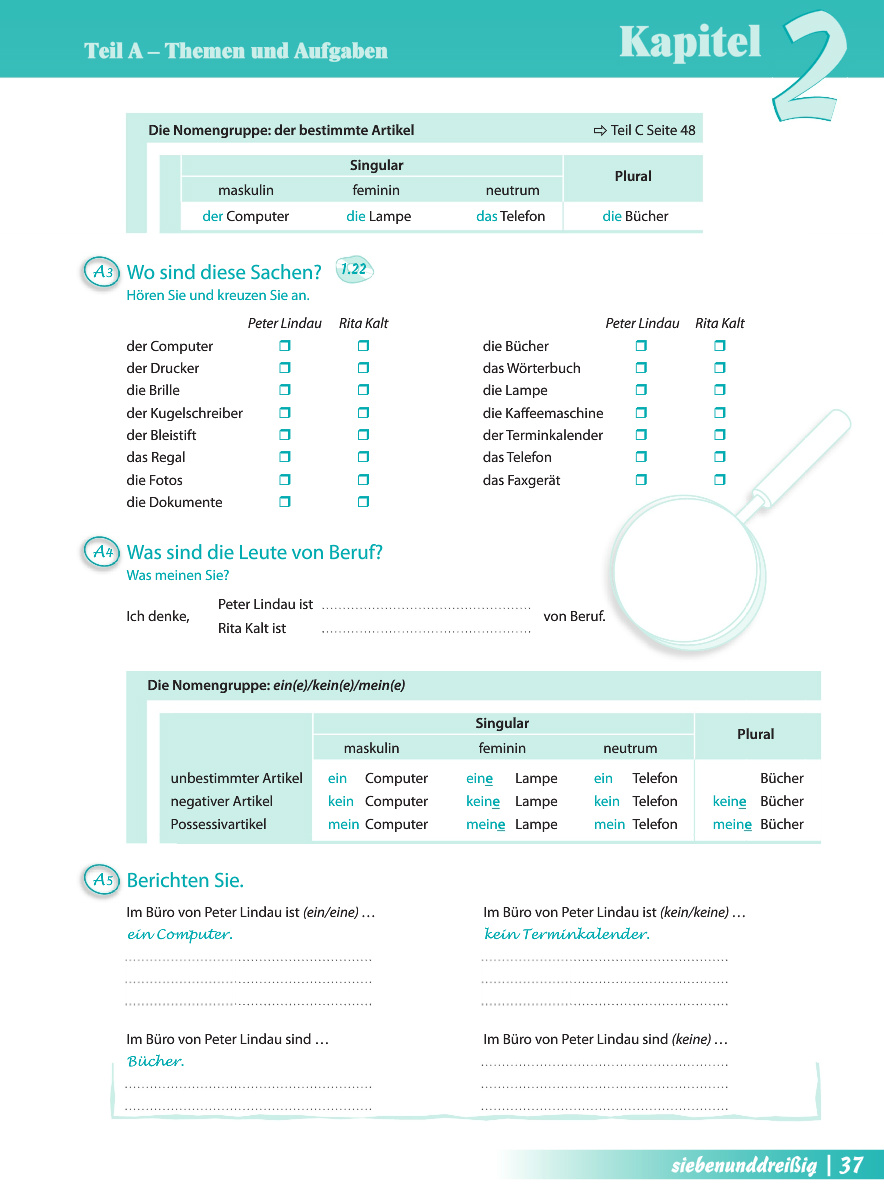 Teil A – Themen und Aufgaben
Kapitel 2
Die Nomengruppe: der bestimmte Artikel ⇨ Teil C Seite 48
Singular Plural
maskulin feminin neutrum
der Computer die Lampe das Telefon die Bücher
A3 Wo sind diese Sachen? 1.22
Hören Sie und kreuzen Sie an.
Peter Lindau Rita Kalt
der Computer ❒ ❒
der Drucker ❒ ❒
die Brille ❒ ❒
der Kugelschreiber ❒ ❒
der Bleistift ❒ ❒
das Regal ❒ ❒
die Fotos ❒ ❒
die Dokumente ❒ ❒
Peter Lindau Rita Kalt
die Bücher ❒ ❒
das Wörterbuch ❒ ❒
die Lampe ❒ ❒
die Kaffeemaschine ❒ ❒
der Terminkalender ❒ ❒
das Telefon ❒ ❒
das Faxgerät ❒ ❒
A4 Was sind die Leute von Beruf?
Was meinen Sie?
Ich denke,
Peter Lindau ist ..................................................
Rita Kalt ist ..................................................
von Beruf.
Die Nomengruppe: ein(e)/kein(e)/mein(e)
Singular Plural
maskulin feminin neutrum
unbestimmter Artikel ein Computer eine Lampe ein Telefon Bücher
negativer Artikel kein Computer keine Lampe kein Telefon keine Bücher
Possessivartikel mein Computer meine Lampe mein Telefon meine Bücher
A5 Berichten Sie.
Im Büro von Peter Lindau ist (ein/eine) …
ein Computer.
Im Büro von Peter Lindau ist (kein/keine) …
kein Terminkalender.
Im Büro von Peter Lindau sind …
Bücher.
Im Büro von Peter Lindau sind (keine) …
siebenunddreißig | 37